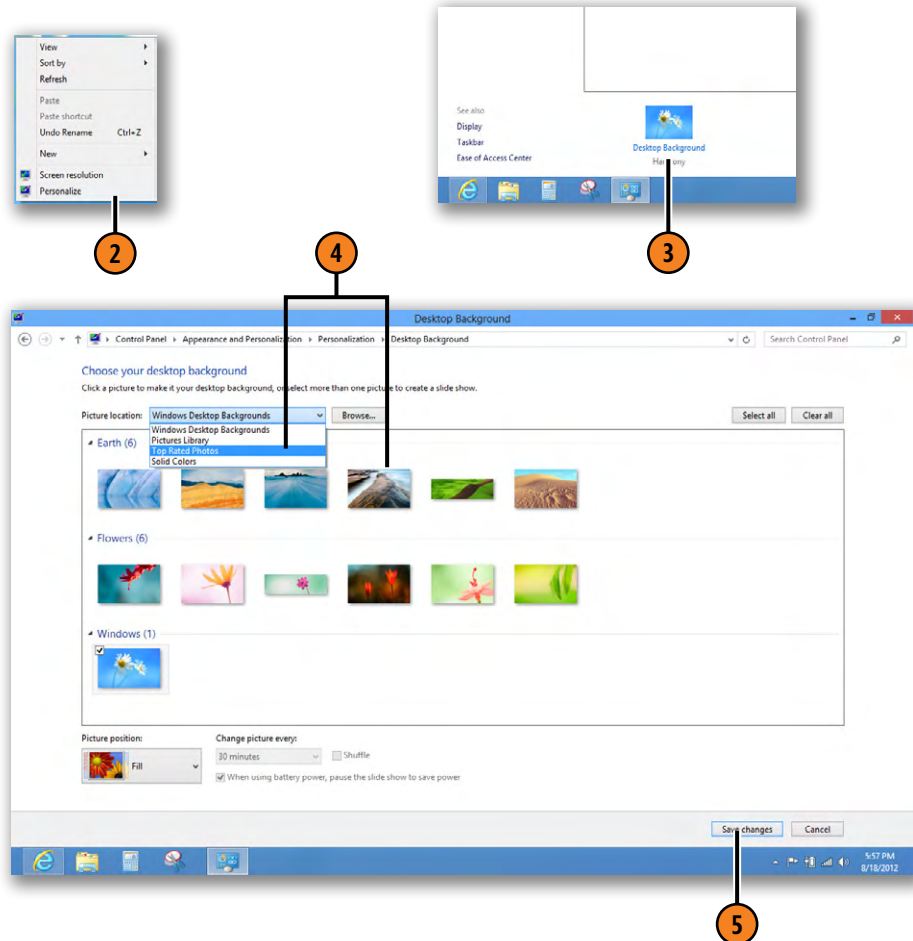 View
Sort by
Refresh
Paste
Paste shortcut
Undo Rename Ctrl+Z
New
Screen resolution
Personalize
2
See also
Display
Taskbar
Ease of Access Center
Desktop Background
3
4
Desktop Background
Control Panel Appearance and Personalization Personalization Desktop Background
Search Control Panel
Choose your desktop background
Click a picture to make it your desktop background, or select more than one picture to create a slide show.
Picture location: Windows Desktop Backgrounds Browse... Select all Clear all
Windows Desktop Backgrounds
Pictures Library
Top Rated Photos
Solid Colors
Earth (6)
Flowers (6)
Windows (1)
Picture position: Change picture every:
Fill
30 minutes Shuffle
When using battery power, pause the slide show to save power
Save changes Cancel
5:57 PM
8/18/2012
5